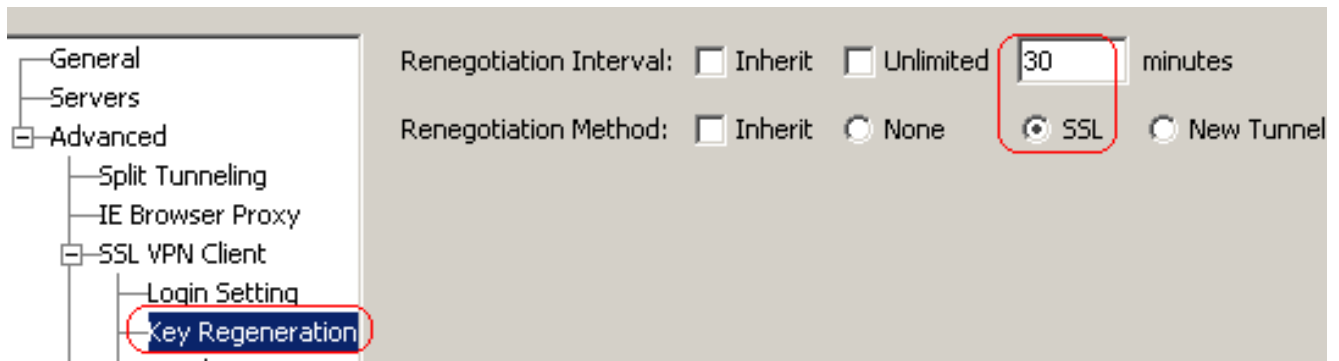 General
Servers
Advanced
Split Tunneling
IE Browser Proxy
SSL VPN Client
Login Setting
Key Regeneration
Renegotiation Interval: Inherit Unlimited 30 minutes
Renegotiation Method: Inherit None SSL New Tunnel